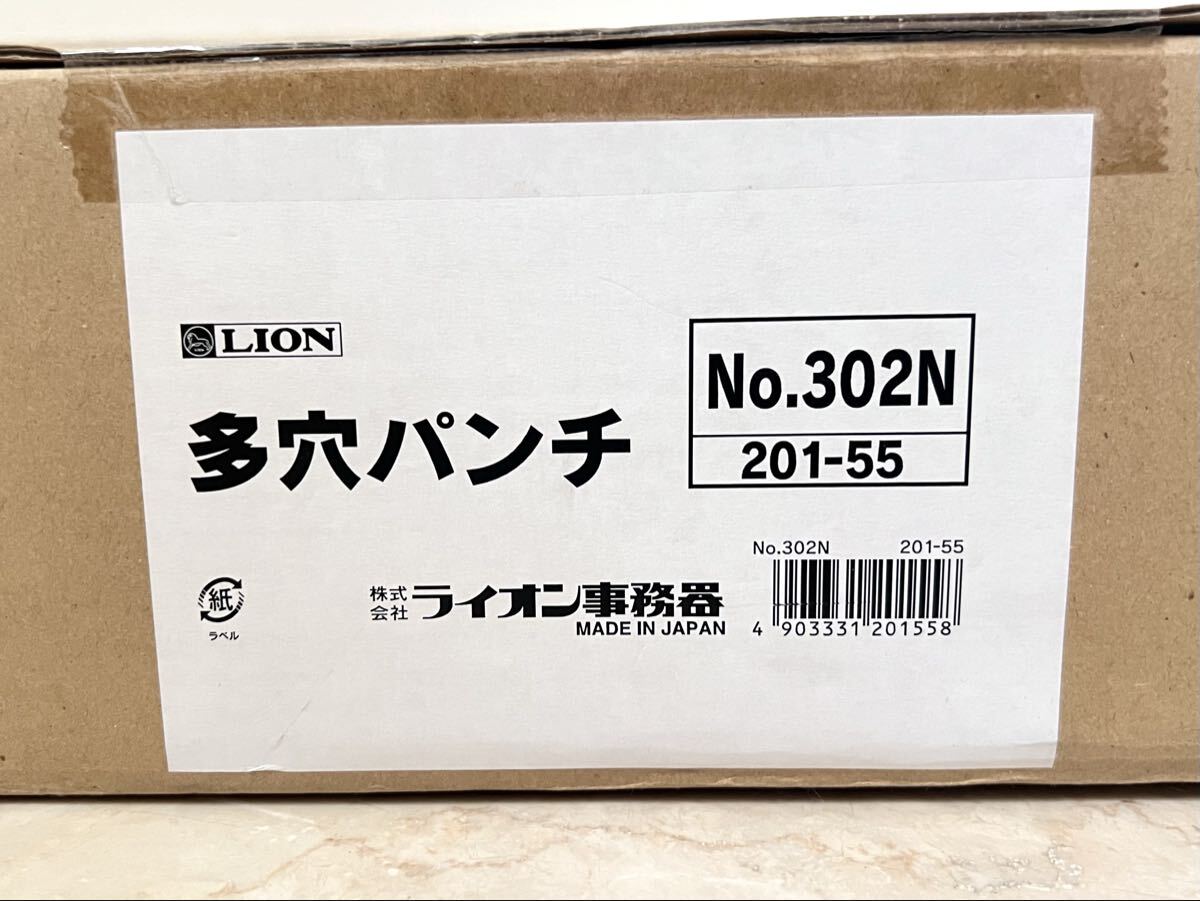 LION
多穴パンチ
No.302N
201-55
No.302N 201-55
4 903331 201558
紙
ラベル
株式会社 ライオン事務器
MADE IN JAPAN